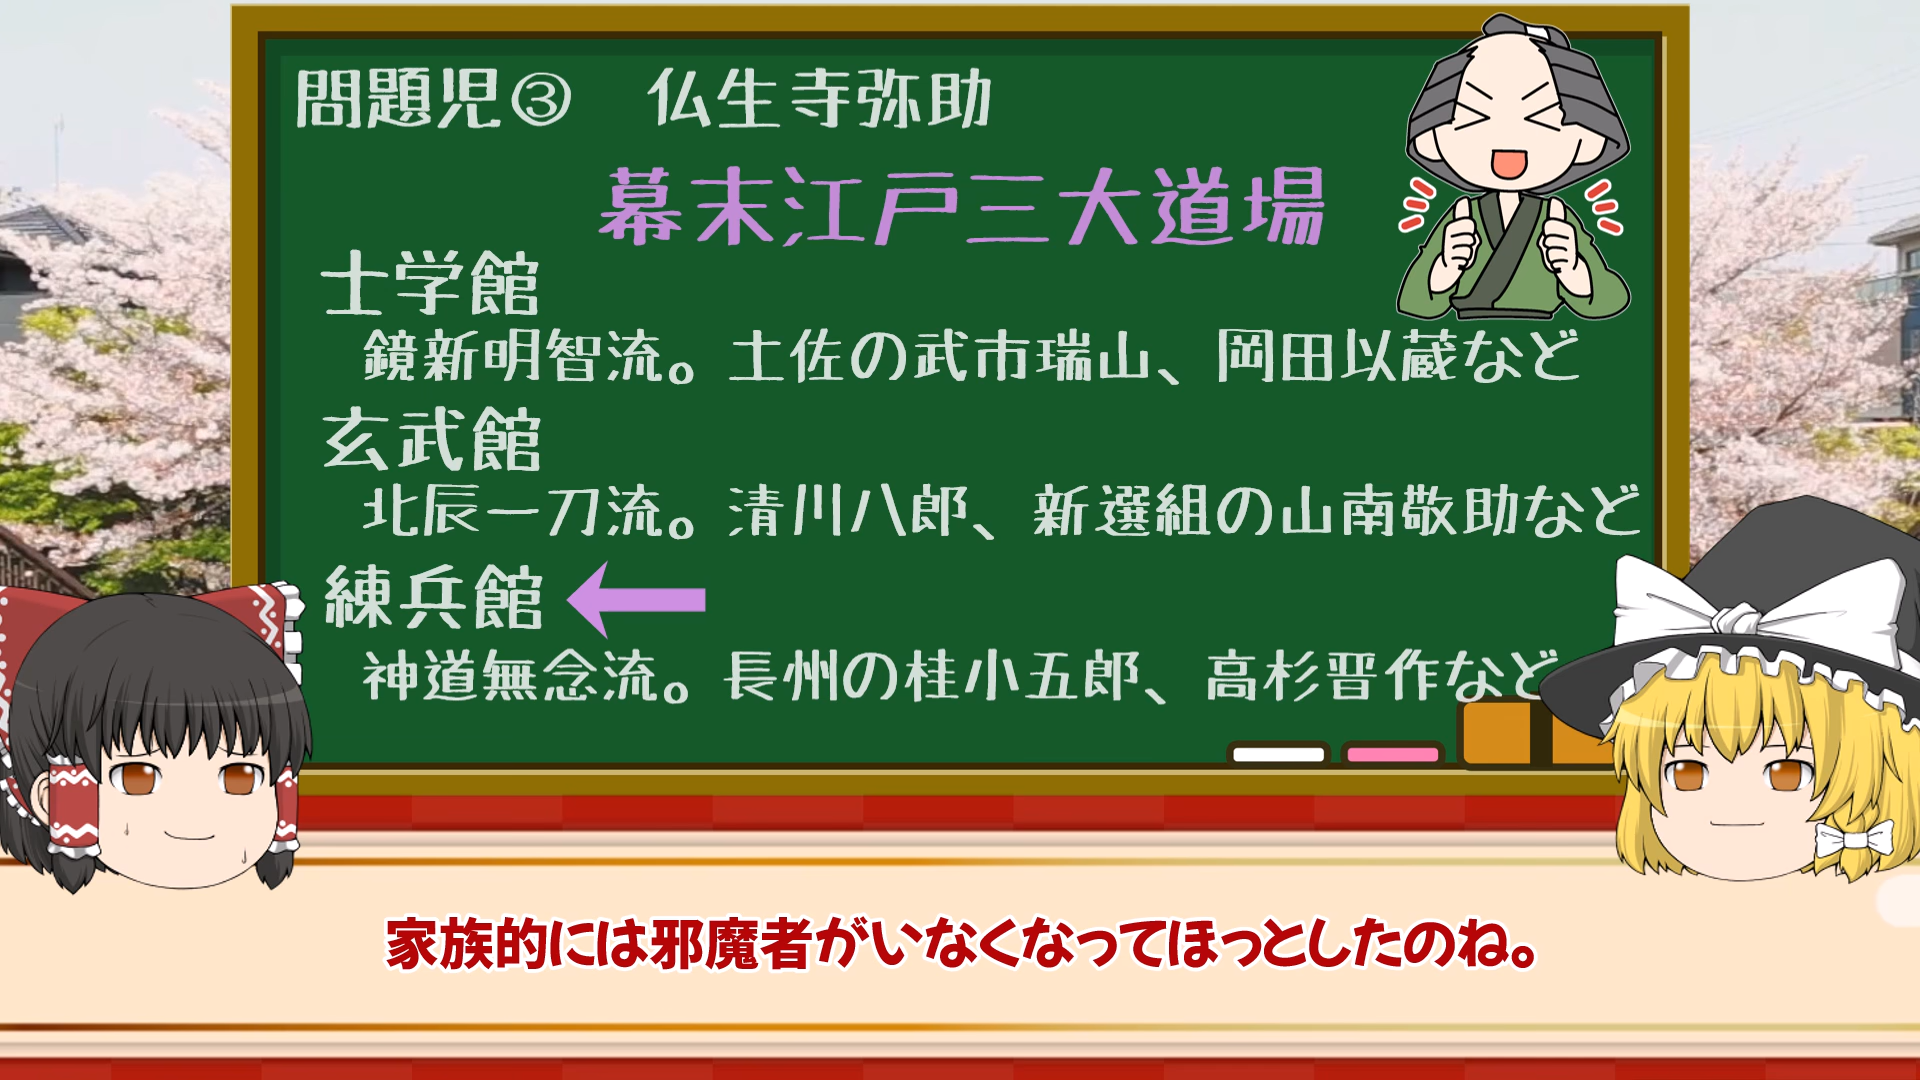 問題児③　仏生寺弥助
幕末江戸三大道場
士学館
鏡新明智流。土佐の武市瑞山、岡田以蔵など
玄武館
北辰一刀流。清川八郎、新選組の山南敬助など
練兵館
神道無念流。長州の桂小五郎、高杉晋作など
家族的には邪魔者がいなくなってほっとしたのね。